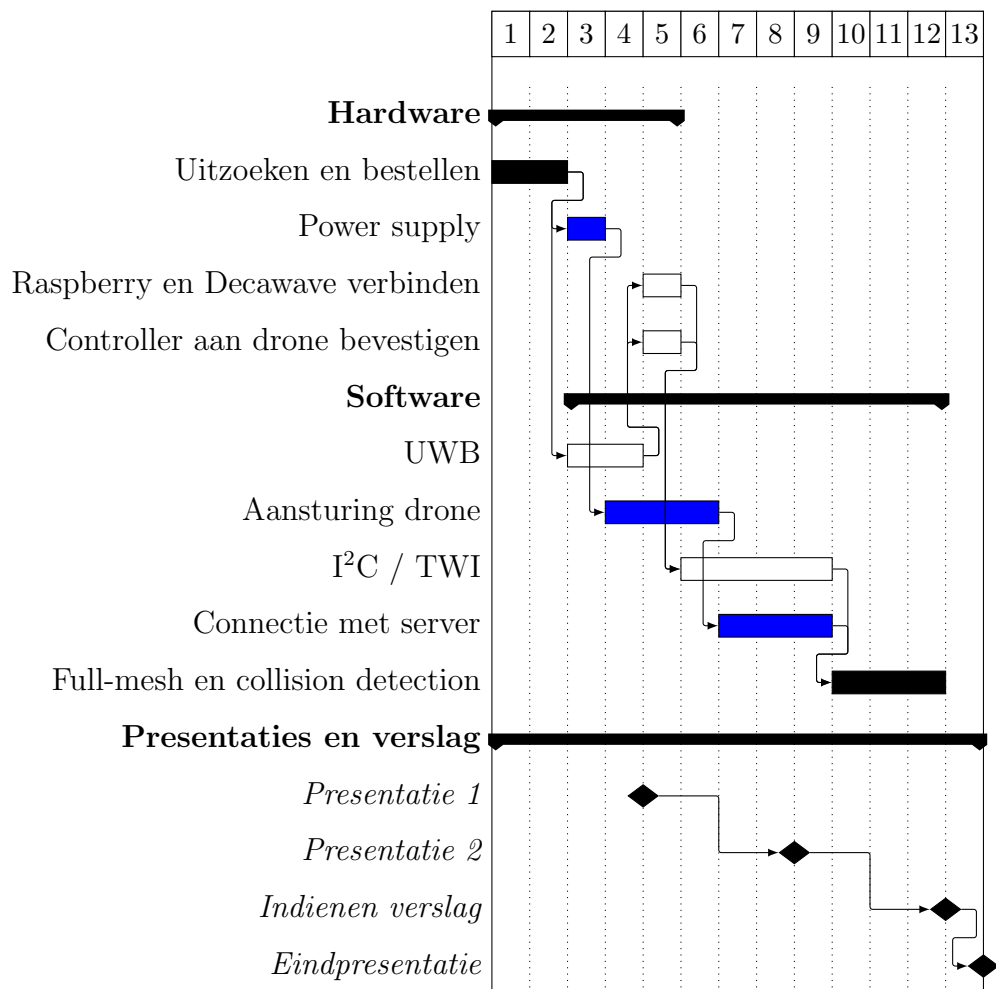 1 2 3 4 5 6 7 8 9 10 11 12 13
Hardware
Uitzoeken en bestellen
Power supply
Raspberry en Decawave verbinden
Controller aan drone bevestigen
Software
UWB
Aansturing drone
I²C / TWI
Connectie met server
Full-mesh en collision detection
Presentaties en verslag
Presentatie 1
Presentatie 2
Indienen verslag
Eindpresentatie